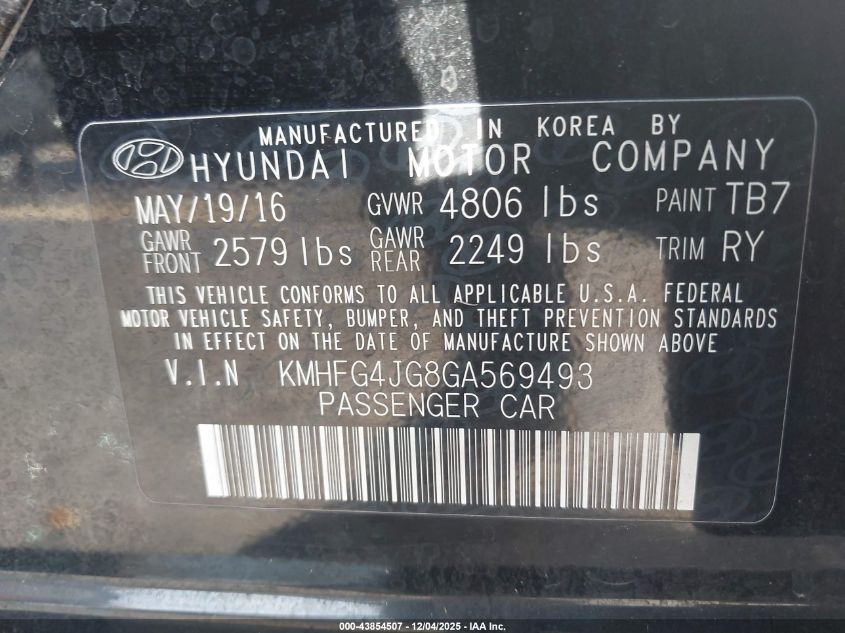 MANUFACTURED IN KOREA BY
HYUNDAI MOTOR COMPANY
MAY/19/16 GVWR 4806 lbs PAINT TB7
GAWR FRONT 2579 lbs GAWR REAR 2249 lbs TRIM RY
THIS VEHICLE CONFORMS TO ALL APPLICABLE U.S.A. FEDERAL
MOTOR VEHICLE SAFETY, BUMPER, AND THEFT PREVENTION STANDARDS
IN EFFECT ON THE DATE OF MANUFACTURE SHOWN ABOVE
V.I.N KMHFG4JG8GA569493
PASSENGER CAR
000-43854507 - 12/04/2025 - IAA Inc.